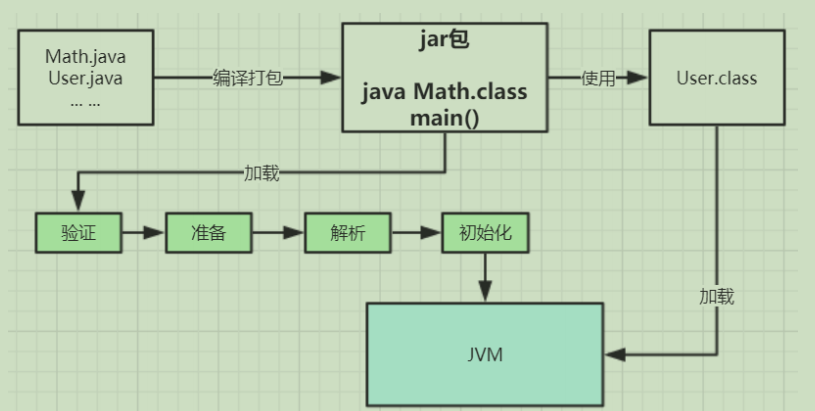 Math.java
User.java
... ...
编译打包
jar包
java Math.class
main()
使用
User.class
加载
验证
准备
解析
初始化
加载
JVM